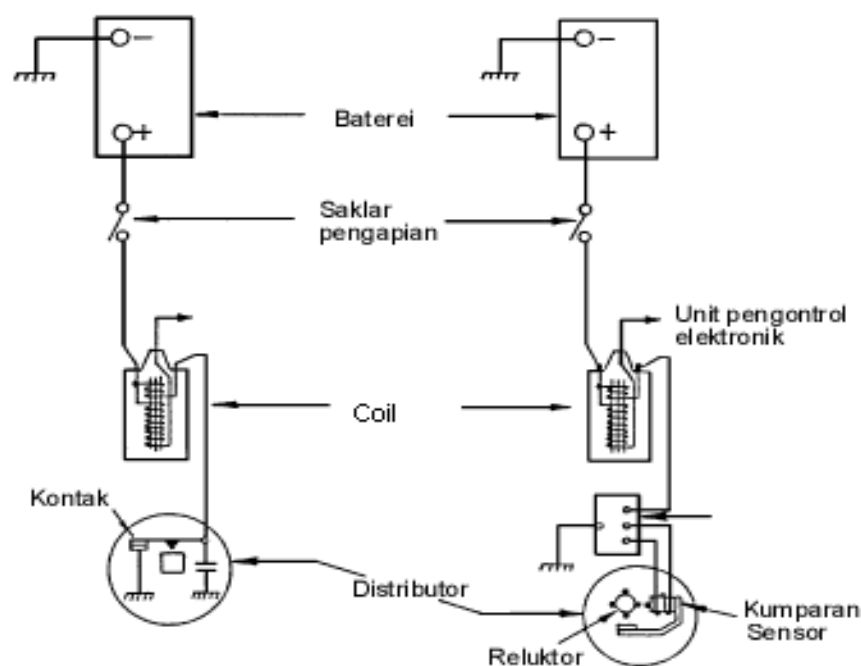 −
−
+
+
Baterei
Saklar
pengapian
Unit pengontrol
elektronik
Coil
Kontak
Distributor
Reluktor
Kumparan
Sensor